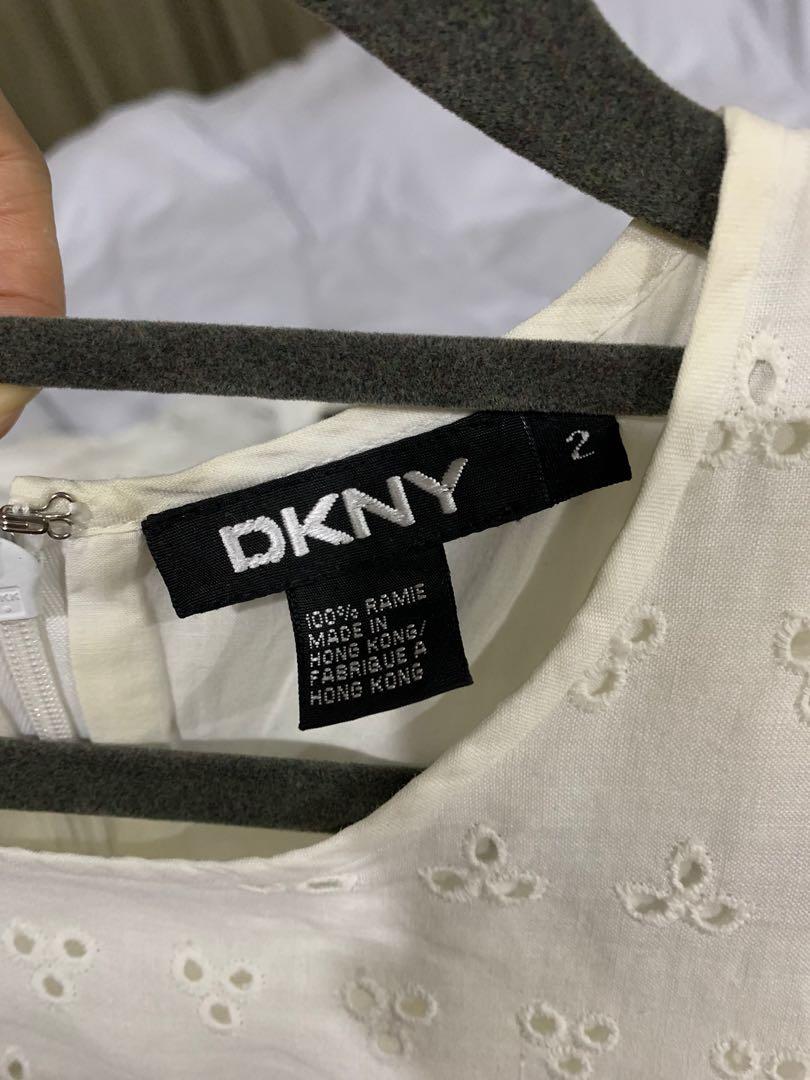 DKNY
2
100% RAMIE
MADE IN
HONG KONG/
FABRIQUE A
HONG KONG